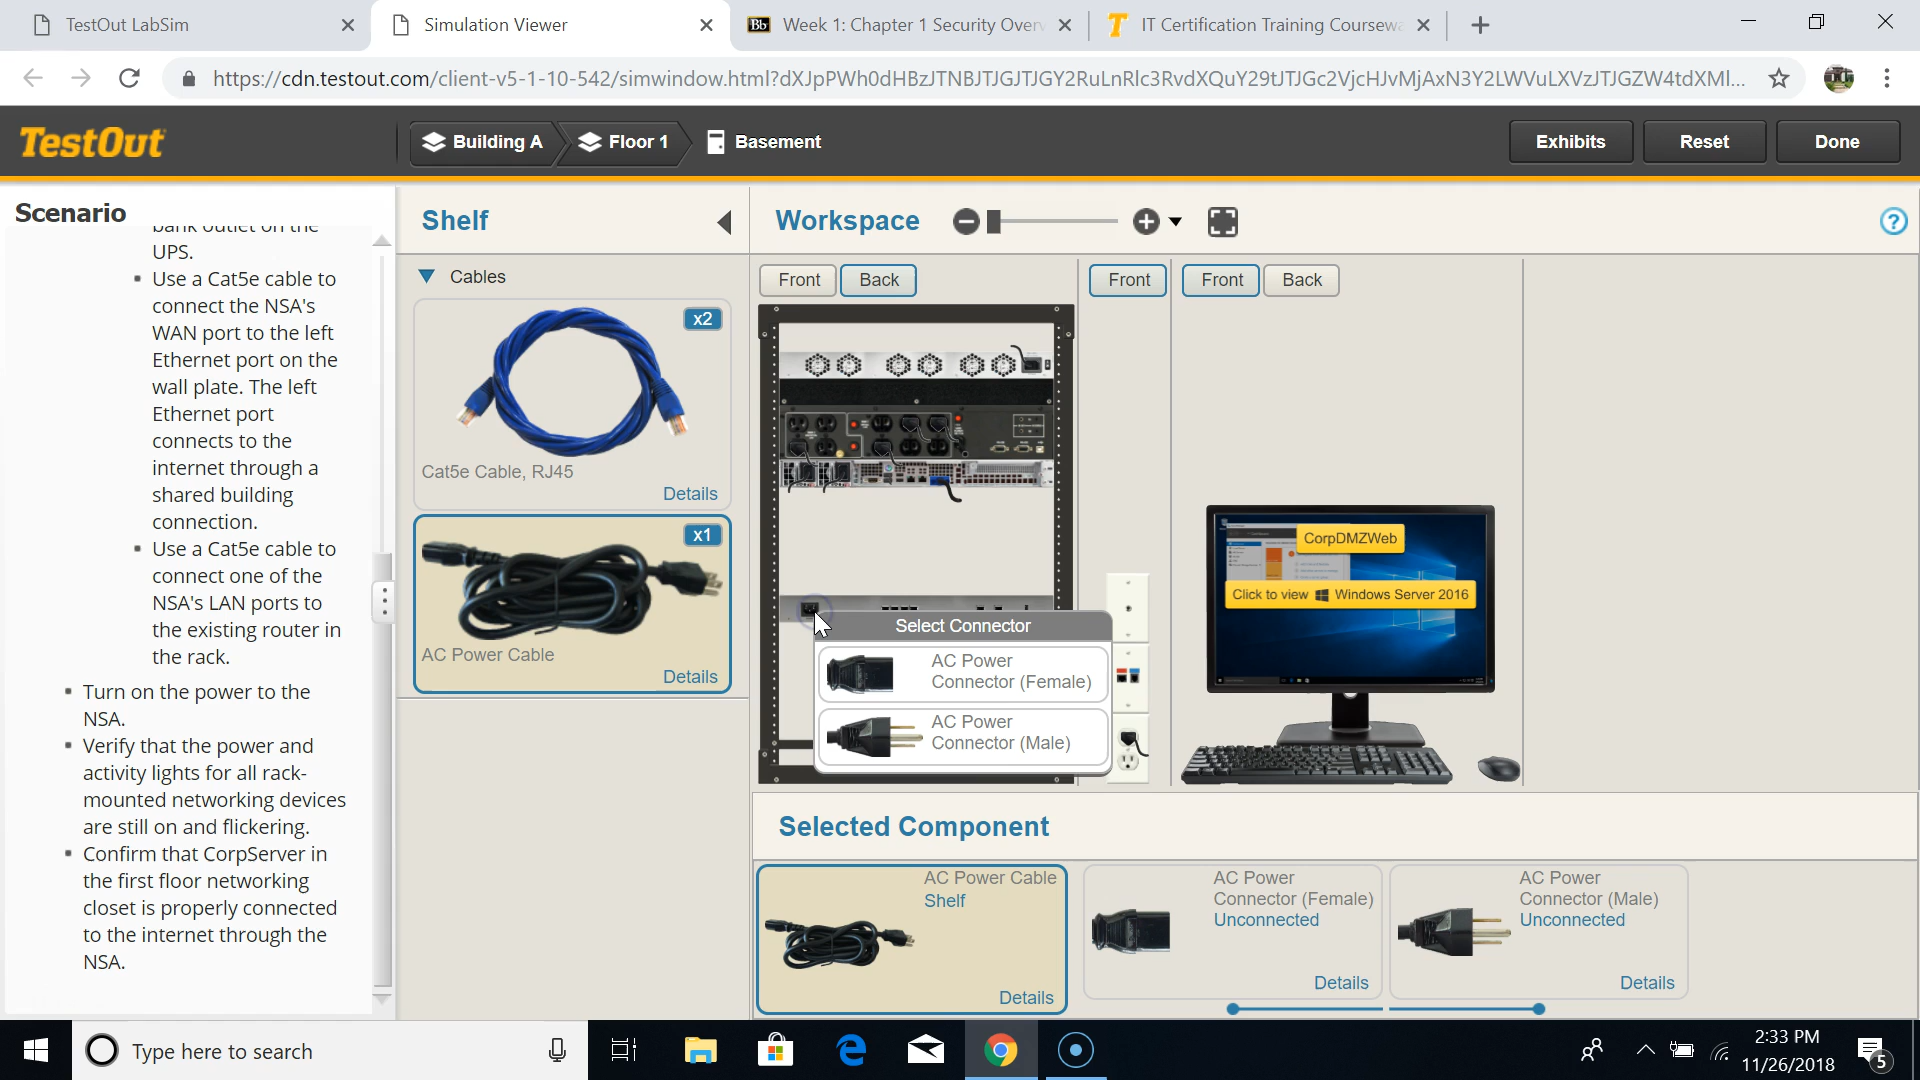 TestOut LabSim
Simulation Viewer
Bb Week 1: Chapter 1 Security Over
IT Certification Training Coursewa
https://cdn.testout.com/client-v5-1-10-542/simwindow.html?dXJpPWh0dHBzJTNBJTJGJTJGY2RuLnRlc3RvdXQuY29tJTJGc2VjcHJvMjAxN3Y2LWVuLXVzJTJGZW4tdXMl...
TestOut
Building A
Floor 1
Basement
Exhibits
Reset
Done
Scenario
bank outlet on the
UPS.
Use a Cat5e cable to
connect the NSA's
WAN port to the left
Ethernet port on the
wall plate. The left
Ethernet port
connects to the
internet through a
shared building
connection.
Use a Cat5e cable to
connect one of the
NSA's LAN ports to
the existing router in
the rack.
Turn on the power to the
NSA.
Verify that the power and
activity lights for all rack-
mounted networking devices
are still on and flickering.
Confirm that CorpServer in
the first floor networking
closet is properly connected
to the internet through the
NSA.
Shelf
Cables
x2
Cat5e Cable, RJ45
Details
x1
AC Power Cable
Details
Workspace
?
Front
Back
Front
Front
Back
CorpDMZWeb
Click to view Windows Server 2016
Select Connector
AC Power
Connector (Female)
AC Power
Connector (Male)
Selected Component
AC Power Cable
Shelf
Details
AC Power
Connector (Female)
Unconnected
Details
AC Power
Connector (Male)
Unconnected
Details
Type here to search
2:33 PM
11/26/2018
5